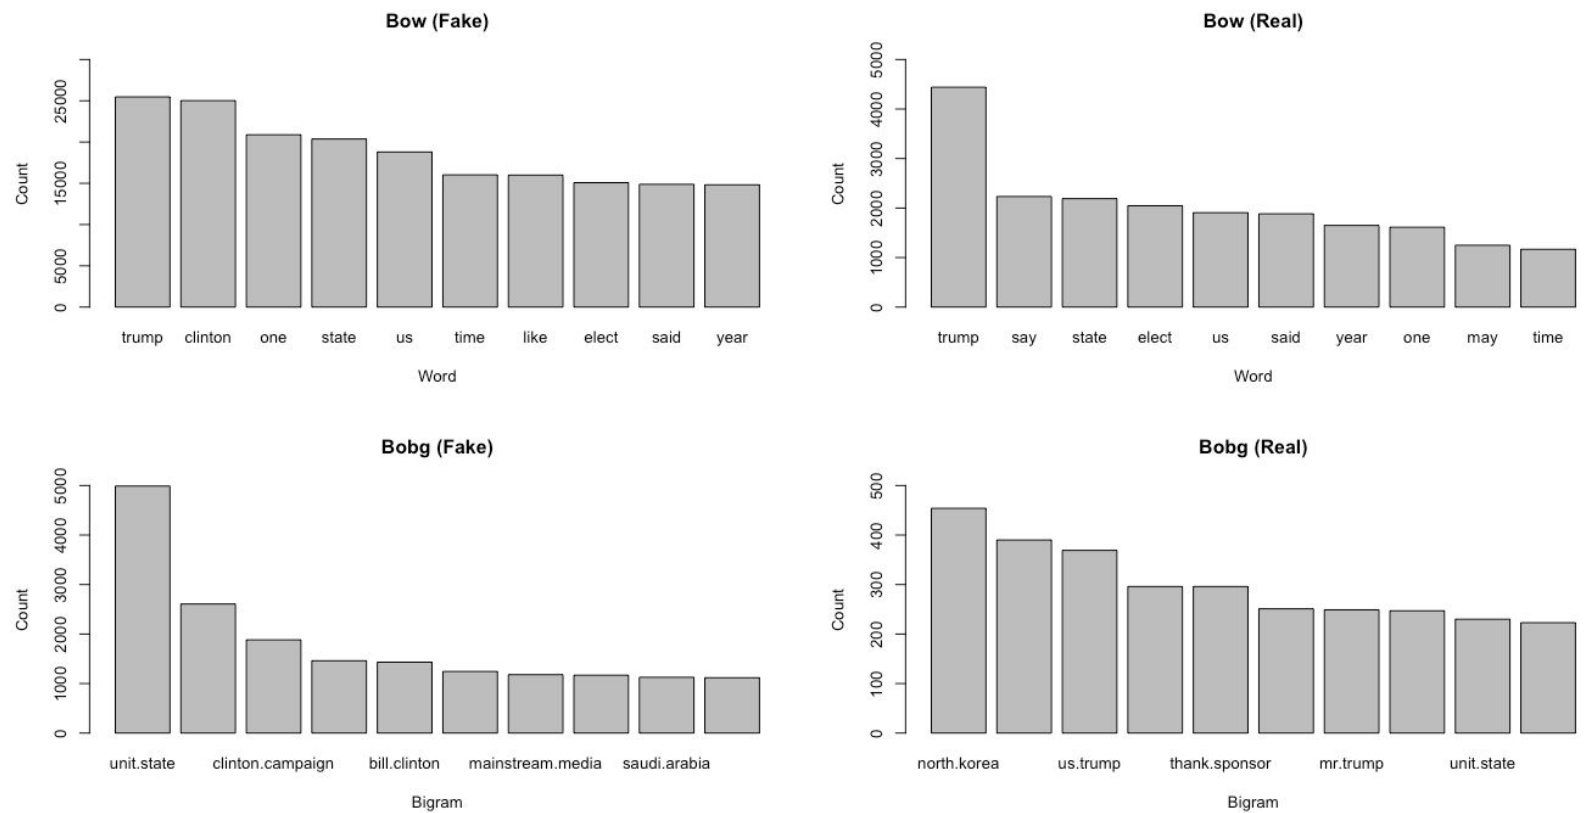 Bow (Fake)
Count
0 5000 15000 25000
trump clinton one state us time like elect said year
Word
Bow (Real)
Count
0 1000 2000 3000 4000 5000
trump say state elect us said year one may time
Word
Bobg (Fake)
Count
0 1000 2000 3000 4000 5000
unit.state clinton.campaign bill.clinton mainstream.media saudi.arabia
Bigram
Bobg (Real)
Count
0 100 200 300 400 500
north.korea us.trump thank.sponsor mr.trump unit.state
Bigram